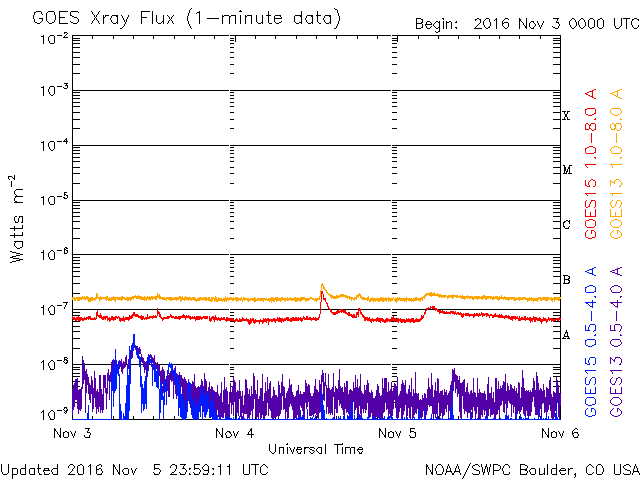 GOES Xray Flux (1-minute data)
Begin: 2016 Nov 3 0000 UTC
Watts m⁻²
10⁻²
10⁻³
10⁻⁴
10⁻⁵
10⁻⁶
10⁻⁷
10⁻⁸
10⁻⁹
X
M
C
B
A
GOES15 1.0-8.0 A
GOES13 1.0-8.0 A
GOES15 0.5-4.0 A
GOES13 0.5-4.0 A
Nov 3 Nov 4 Nov 5 Nov 6
Universal Time
Updated 2016 Nov 5 23:59:11 UTC
NOAA/SWPC Boulder, CO USA